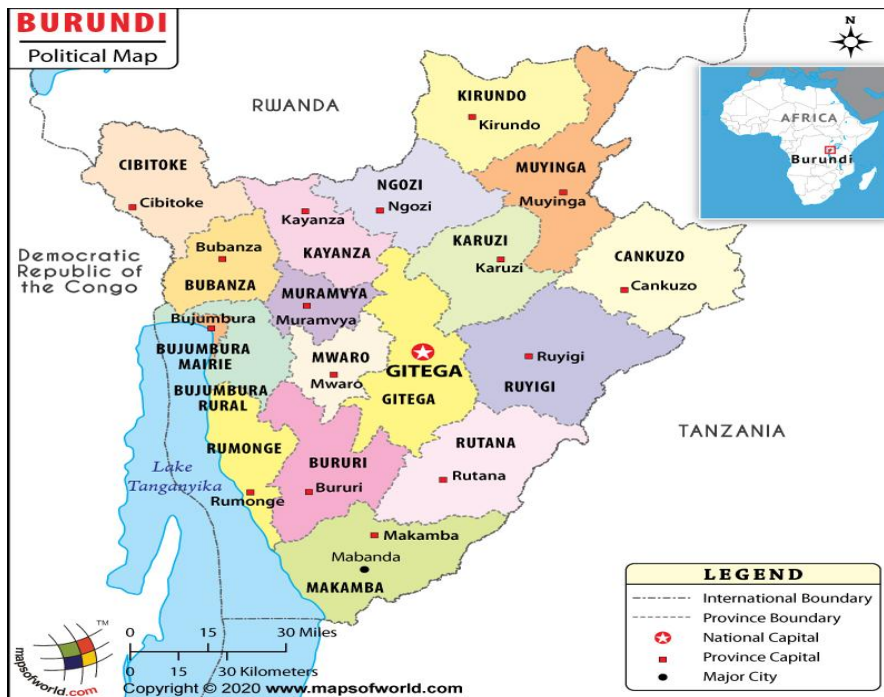 BURUNDI
Political Map
N
RWANDA
AFRICA
Burundi
KIRUNDO
Kirundo
CIBITOKE
Cibitoke
MUYINGA
Muyinga
NGOZI
Ngozi
Kayanza
KAYANZA
KARUZI
Karuzi
CANKUZO
Cankuzo
Bubanza
BUBANZA
Democratic
Republic of
the Congo
MURAMVYA
Muramvya
Bujumbura
BUJUMBURA
MAIRIE
MWARO
Mwaro
GITEGA
GITEGA
Ruyigi
RUYIGI
BUJUMBURA
RURAL
TANZANIA
RUMONGE
Rumonge
BURURI
Bururi
RUTANA
Rutana
Lake
Tanganyika
Makamba
Mabanda
MAKAMBA
LEGEND
International Boundary
Province Boundary
National Capital
Province Capital
Major City
TM
mapsofworld.com
0 15 30 Miles
0 15 30 Kilometers
Copyright © 2020 www.mapsofworld.com